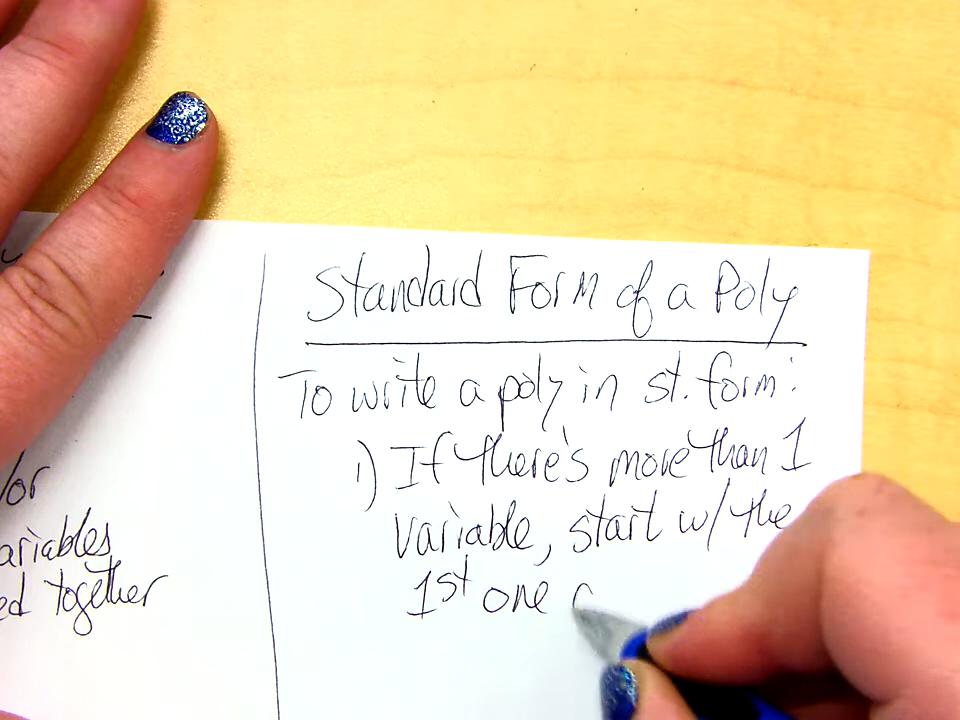 Standard Form of a Poly
To write a poly in st. form:
1) If there's more than 1
variable, start w/ the
1st one
/or
ariables
ed together